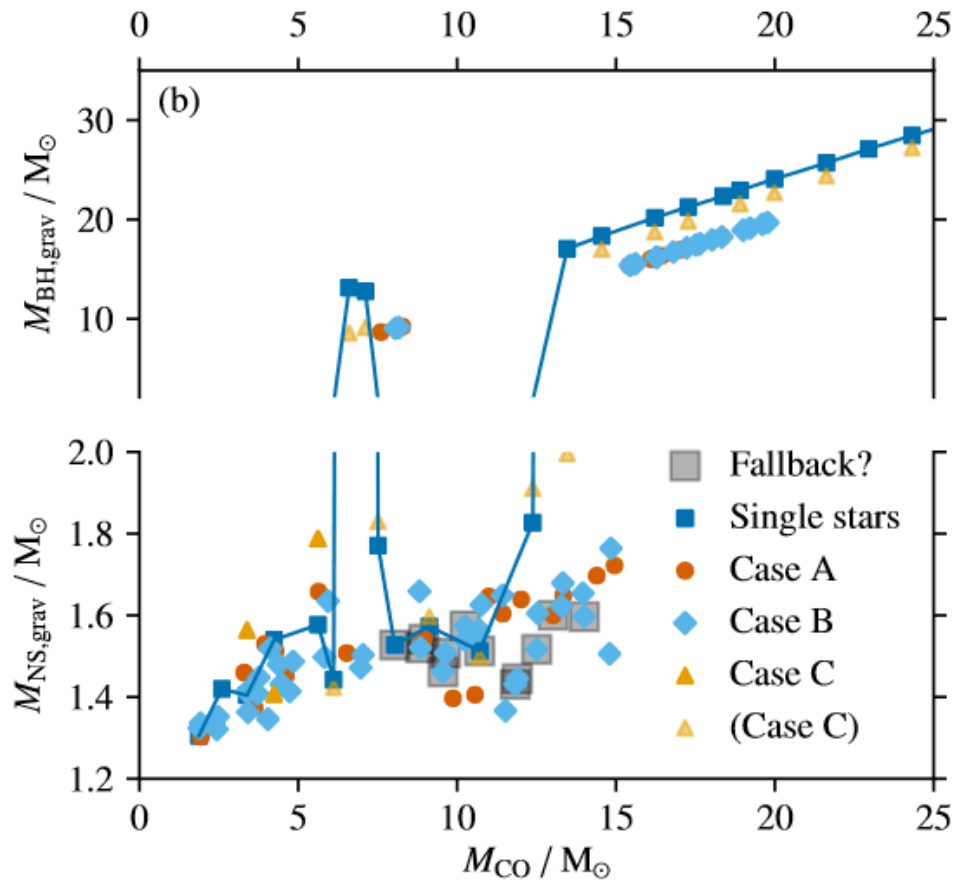 0 5 10 15 20 25
(b)
30
20
10
M_BH,grav / M_⊙
2.0
1.8
1.6
1.4
1.2
M_NS,grav / M_⊙
Fallback?
Single stars
Case A
Case B
Case C
(Case C)
0 5 10 15 20 25
M_CO / M_⊙